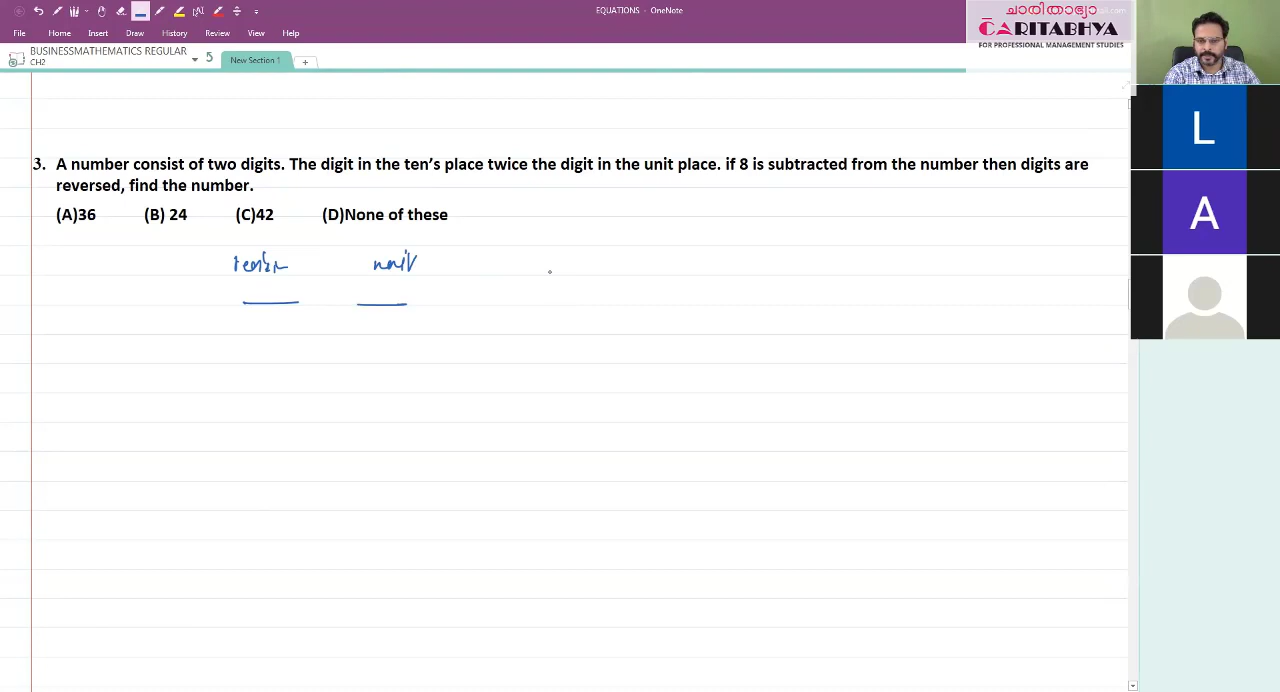 EQUATIONS - OneNote
File Home Insert Draw History Review View Help
BUSINESSMATHEMATICS REGULAR
CH2
New Section 1
ചാരിതാഭ്യാ
CARITABHYA
FOR PROFESSIONAL MANAGEMENT STUDIES
3. A number consist of two digits. The digit in the ten's place twice the digit in the unit place. if 8 is subtracted from the number then digits are
reversed, find the number.
(A)36 (B) 24 (C)42 (D)None of these
unit
L
A